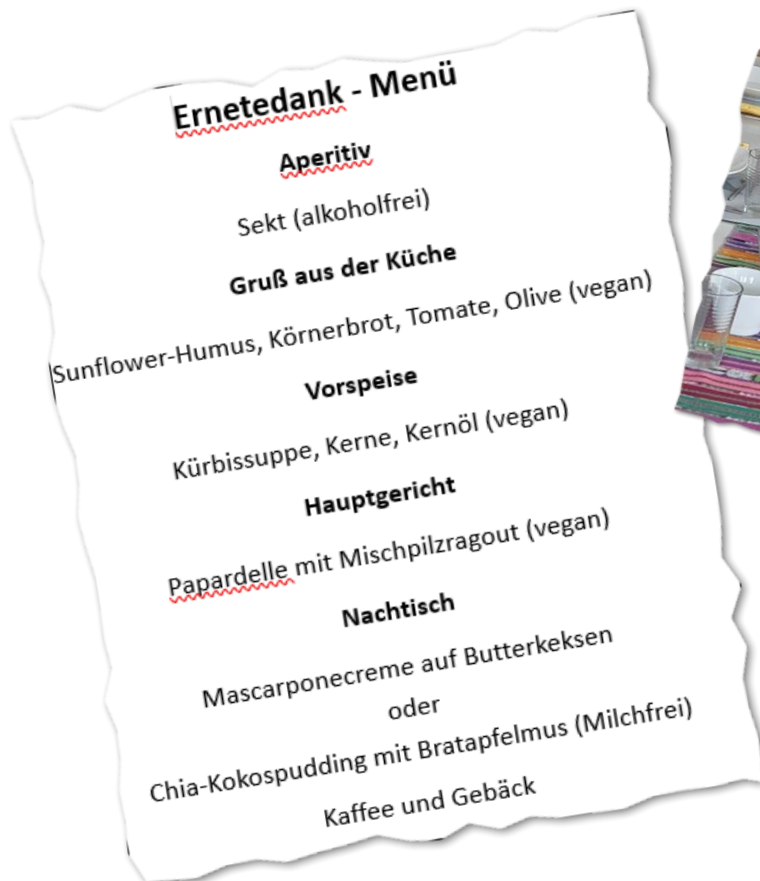 Ernetedank - Menü
Aperitiv
Sekt (alkoholfrei)
Gruß aus der Küche
Sunflower-Humus, Körnerbrot, Tomate, Olive (vegan)
Vorspeise
Kürbissuppe, Kerne, Kernöl (vegan)
Hauptgericht
Papardelle mit Mischpilzragout (vegan)
Nachtisch
Mascarponecreme auf Butterkeksen
oder
Chia-Kokospudding mit Bratapfelmus (Milchfrei)
Kaffee und Gebäck